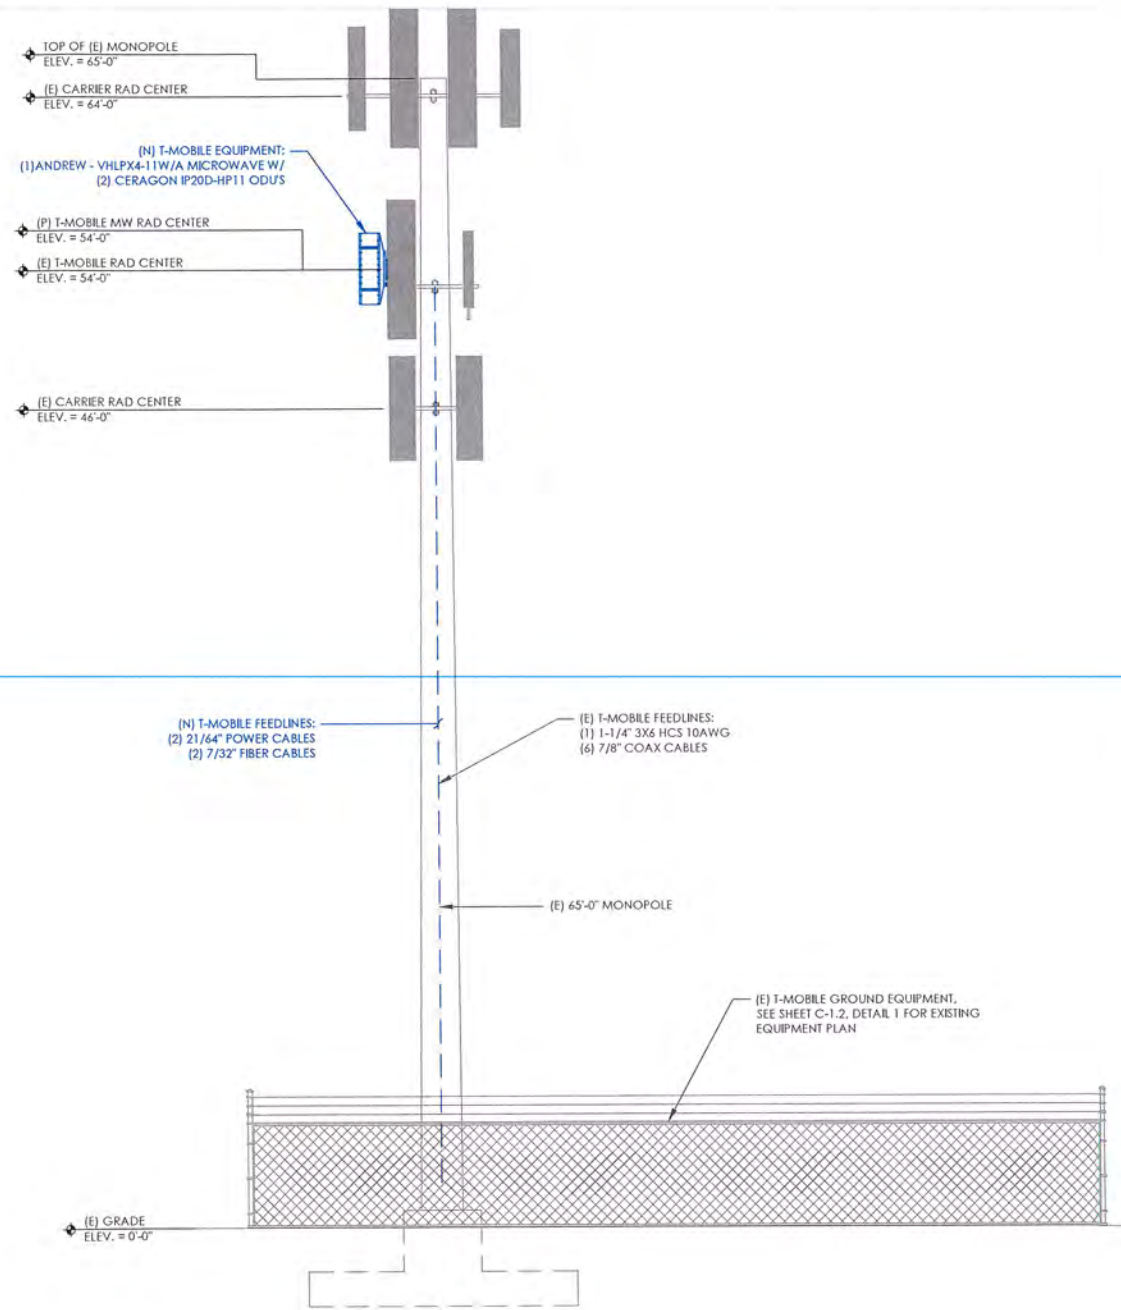 TOP OF (E) MONOPOLE
ELEV. = 65'-0"
(E) CARRIER RAD CENTER
ELEV. = 64'-0"
(N) T-MOBILE EQUIPMENT:
(1)ANDREW - VHLPX4-11W/A MICROWAVE W/
(2) CERAGON IP20D-HP11 ODU'S
(P) T-MOBILE MW RAD CENTER
ELEV. = 54'-0"
(E) T-MOBILE RAD CENTER
ELEV. = 54'-0"
(E) CARRIER RAD CENTER
ELEV. = 46'-0"
(N) T-MOBILE FEEDLINES:
(2) 21/64" POWER CABLES
(2) 7/32" FIBER CABLES
(E) T-MOBILE FEEDLINES:
(1) 1-1/4" 3X6 HCS 10AWG
(6) 7/8" COAX CABLES
(E) 65'-0" MONOPOLE
(E) T-MOBILE GROUND EQUIPMENT,
SEE SHEET C-1.2, DETAIL 1 FOR EXISTING
EQUIPMENT PLAN
(E) GRADE
ELEV. = 0'-0"